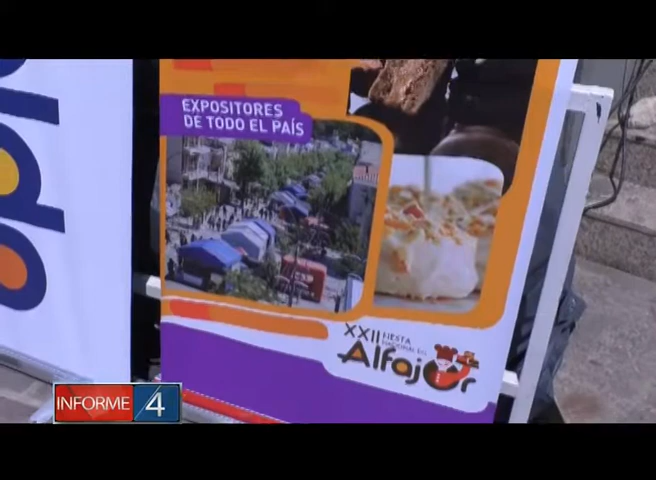 EXPOSITORES
DE TODO EL PAÍS
XXII FIESTA
NACIONAL DEL
Alfajor
INFORME 4